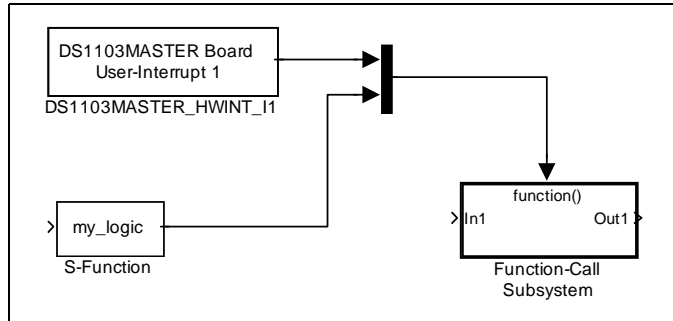 DS1103MASTER Board
User-Interrupt 1
DS1103MASTER_HWINT_I1
my_logic
S-Function
function()
In1
Out1
Function-Call
Subsystem